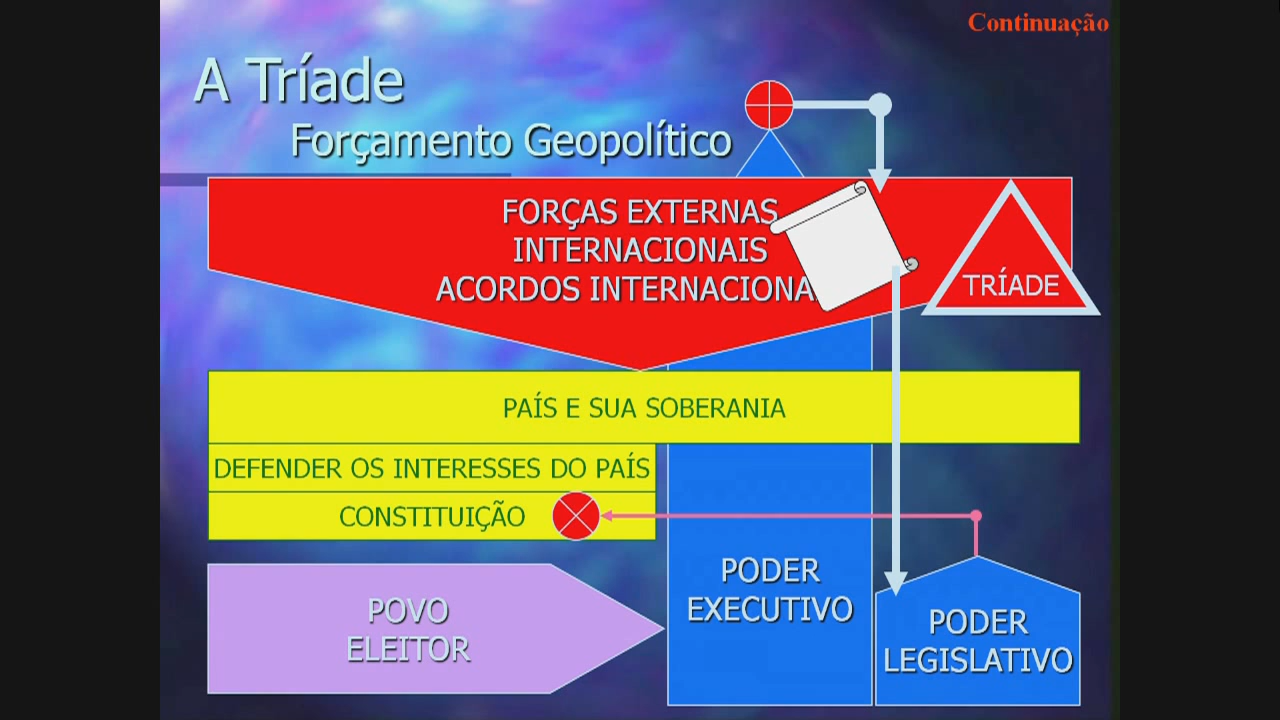 Continuação
A Tríade
Forçamento Geopolítico
FORÇAS EXTERNAS
INTERNACIONAIS
ACORDOS INTERNACIONA
TRÍADE
PAÍS E SUA SOBERANIA
DEFENDER OS INTERESSES DO PAÍS
CONSTITUIÇÃO
POVO
ELEITOR
PODER
EXECUTIVO
PODER
LEGISLATIVO